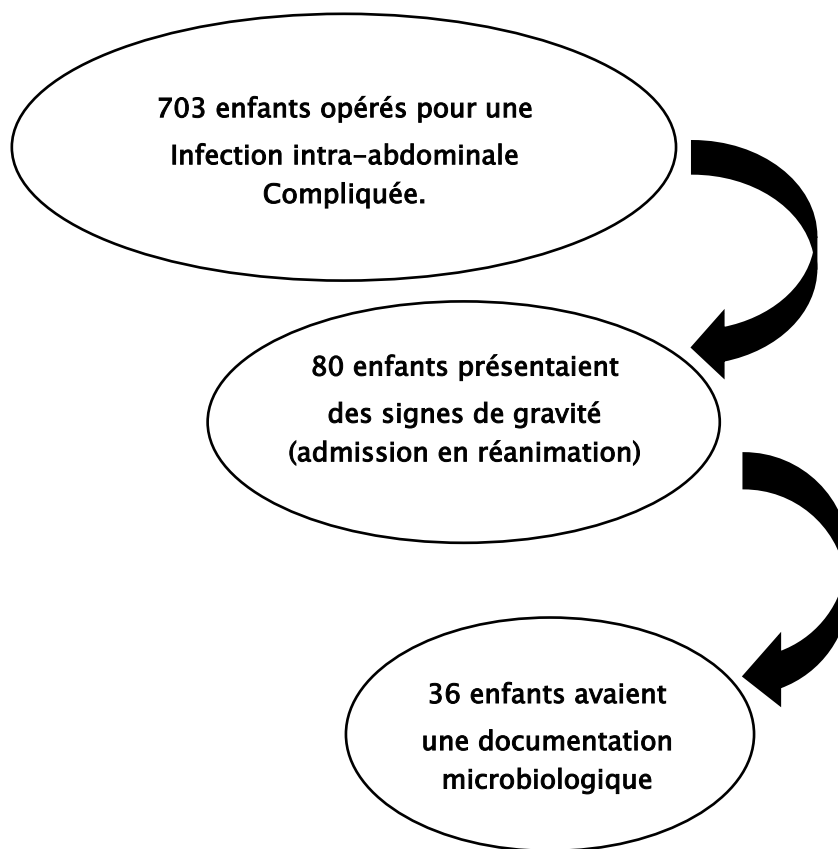 703 enfants opérés pour une
Infection intra-abdominale
Compliquée.
80 enfants présentaient
des signes de gravité
(admission en réanimation)
36 enfants avaient
une documentation
microbiologique